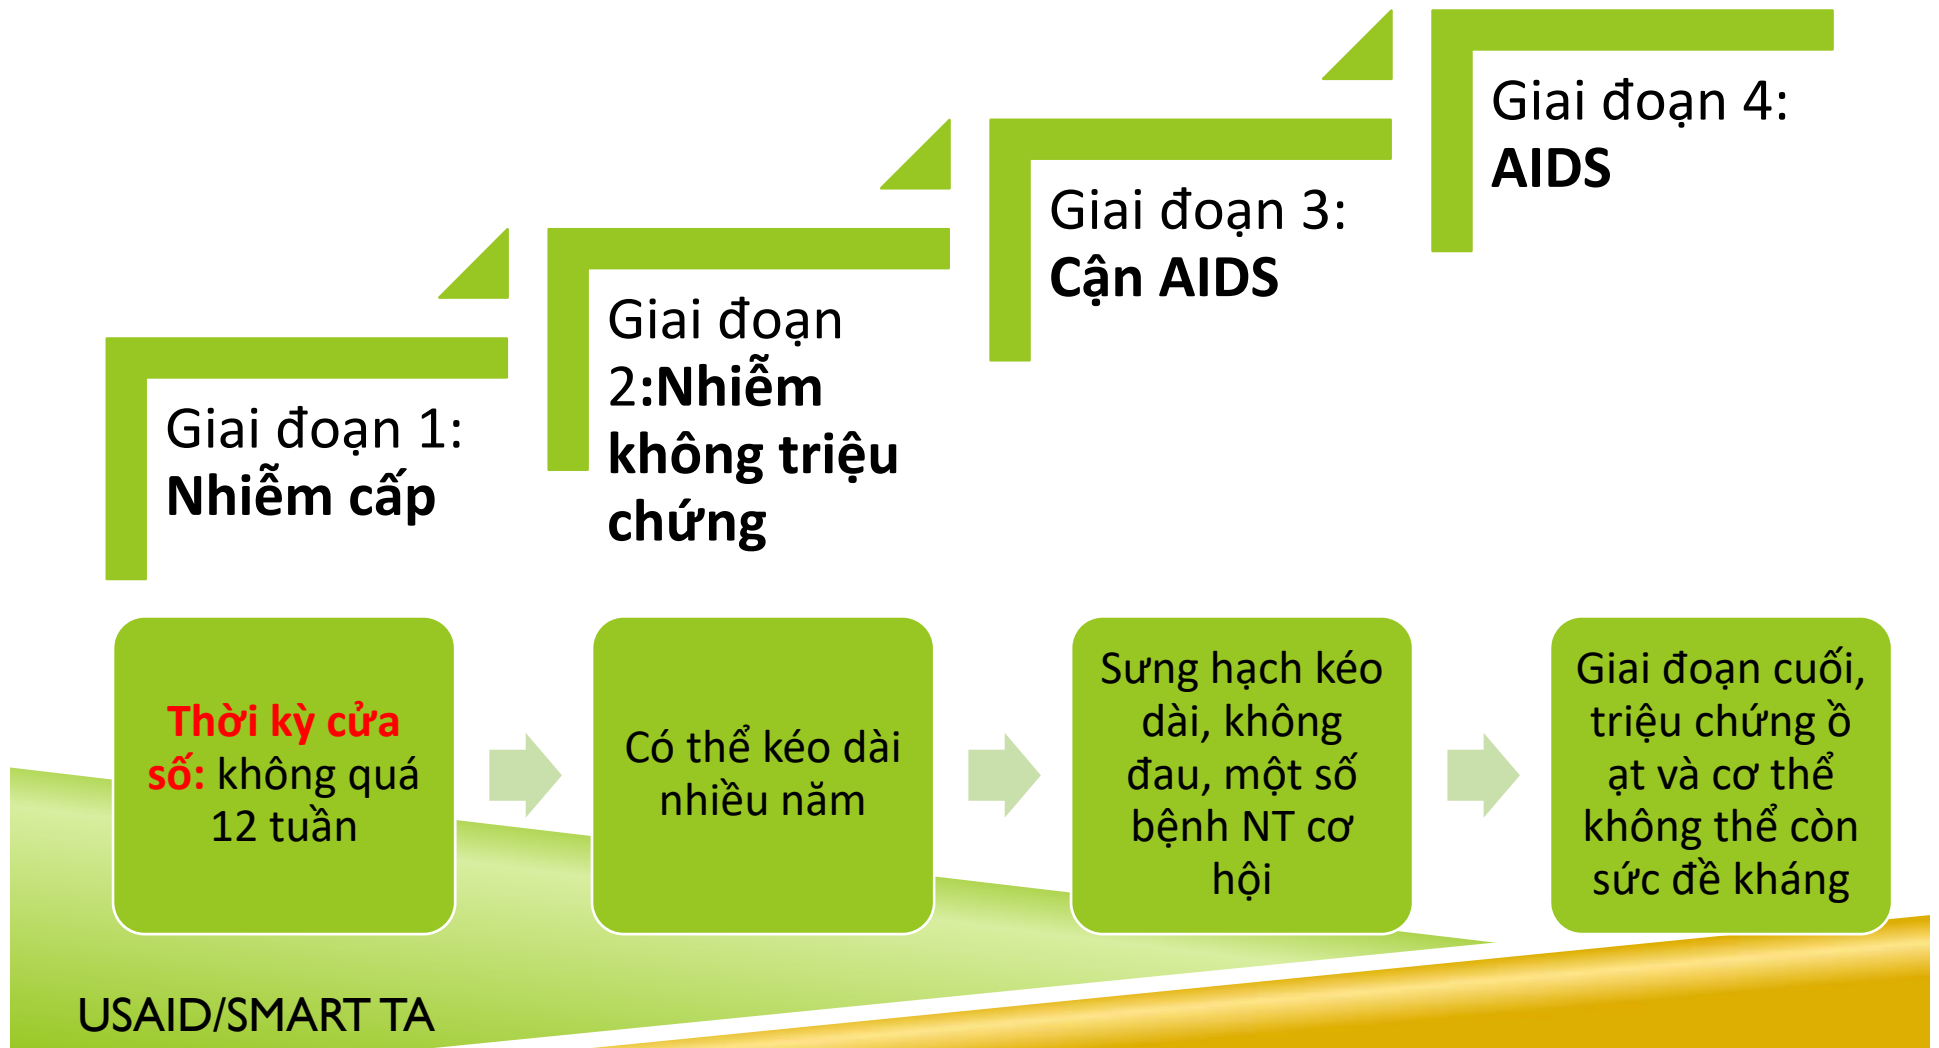 Giai đoạn 1:
Nhiễm cấp
Giai đoạn
2:Nhiễm
không triệu
chứng
Giai đoạn 3:
Cận AIDS
Giai đoạn 4:
AIDS
Thời kỳ cửa
số: không quá
12 tuần
Có thể kéo dài
nhiều năm
Sưng hạch kéo
dài, không
đau, một số
bệnh NT cơ
hội
Giai đoạn cuối,
triệu chứng ồ
ạt và cơ thể
không thể còn
sức đề kháng
USAID/SMART TA